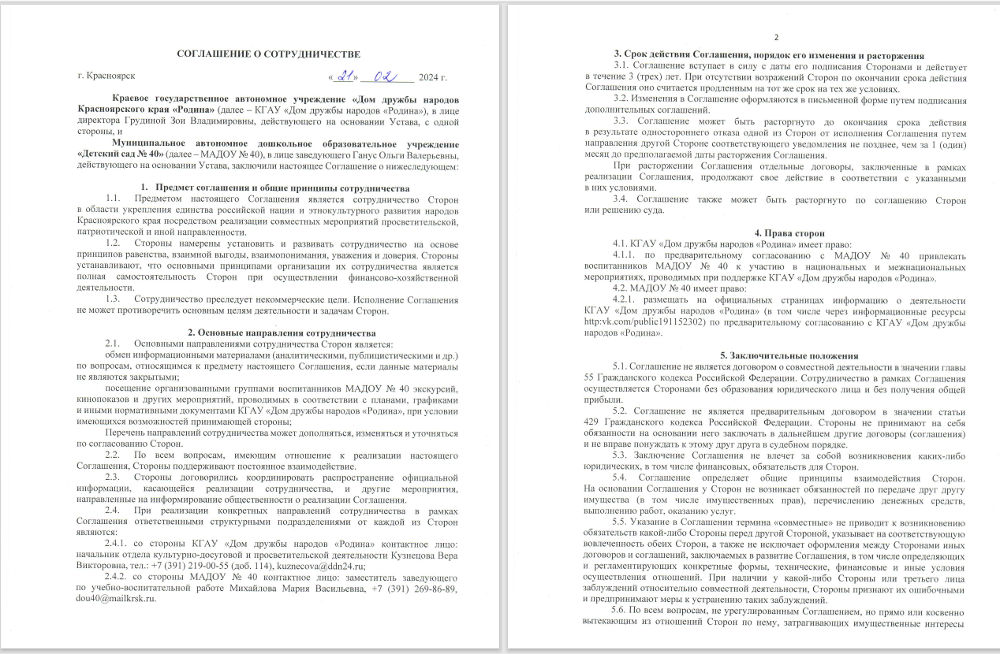 СОГЛАШЕНИЕ О СОТРУДНИЧЕСТВЕ
г. Красноярск « 21 » 02 2024 г.
Краевое государственное автономное учреждение «Дом дружбы народов
Красноярского края «Родина» (далее – КГАУ «Дом дружбы народов «Родина»), в лице
директора Грудиной Зои Владимировны, действующего на основании Устава, с одной
стороны, и
Муниципальное автономное дошкольное образовательное учреждение
«Детский сад № 40» (далее – МАДОУ № 40), в лице заведующего Ганус Ольги Валерьевны,
действующего на основании Устава, заключили настоящее Соглашение о нижеследующем:
1. Предмет соглашения и общие принципы сотрудничества
1.1. Предметом настоящего Соглашения является сотрудничество Сторон
в области укрепления единства российской нации и этнокультурного развития народов
Красноярского края посредством реализации совместных мероприятий просветительской,
патриотической и иной направленности.
1.2. Стороны намерены установить и развивать сотрудничество на основе
принципов равенства, взаимной выгоды, взаимопонимания, уважения и доверия. Стороны
устанавливают, что основными принципами организации их сотрудничества является
полная самостоятельность Сторон при осуществлении финансово-хозяйственной
деятельности.
1.3. Сотрудничество преследует некоммерческие цели. Исполнение Соглашения
не может противоречить основным целям деятельности и задачам Сторон.
2. Основные направления сотрудничества
2.1. Основными направлениями сотрудничества Сторон является:
обмен информационными материалами (аналитическими, публицистическими и др.)
по вопросам, относящимся к предмету настоящего Соглашения, если данные материалы
не являются закрытыми;
посещение организованными группами воспитанников МАДОУ № 40 экскурсий,
кинопоказов и других мероприятий, проводимых в соответствии с планами, графиками
и иными нормативными документами КГАУ «Дом дружбы народов «Родина», при условии
имеющихся возможностей принимающей стороны;
Перечень направлений сотрудничества может дополняться, изменяться и уточняться
по согласованию Сторон.
2.2. По всем вопросам, имеющим отношение к реализации настоящего
Соглашения, Стороны поддерживают постоянное взаимодействие.
2.3. Стороны договорились координировать распространение официальной
информации, касающейся реализации сотрудничества, и другие мероприятия,
направленные на информирование общественности о реализации Соглашения.
2.4. При реализации конкретных направлений сотрудничества в рамках
Соглашения ответственными структурными подразделениями от каждой из Сторон
являются:
2.4.1. со стороны КГАУ «Дом дружбы народов «Родина» контактное лицо:
начальник отдела культурно-досуговой и просветительской деятельности Кузнецова Вера
Викторовна, тел.: +7 (391) 219-00-55 (доб. 114), kuznecova@ddn24.ru;
2.4.2. со стороны МАДОУ № 40 контактное лицо: заместитель заведующего
по учебно-воспитательной работе Михайлова Мария Васильевна, +7 (391) 269-86-89,
dou40@mailkrsk.ru.
2
3. Срок действия Соглашения, порядок его изменения и расторжения
3.1. Соглашение вступает в силу с даты его подписания Сторонами и действует
в течение 3 (трех) лет. При отсутствии возражений Сторон по окончании срока действия
Соглашения оно считается продленным на тот же срок на тех же условиях.
3.2. Изменения в Соглашение оформляются в письменной форме путем подписания
дополнительных соглашений.
3.3. Соглашение может быть расторгнуто до окончания срока действия
в результате одностороннего отказа одной из Сторон от исполнения Соглашения путем
направления другой Стороне соответствующего уведомления не позднее, чем за 1 (один)
месяц до предполагаемой даты расторжения Соглашения.
При расторжении Соглашения отдельные договоры, заключенные в рамках
реализации Соглашения, продолжают свое действие в соответствии с указанными
в них условиями.
3.4. Соглашение также может быть расторгнуто по соглашению Сторон
или решению суда.
4. Права сторон
4.1. КГАУ «Дом дружбы народов «Родина» имеет право:
4.1.1. по предварительному согласованию с МАДОУ № 40 привлекать
воспитанников МАДОУ № 40 к участию в национальных и межнациональных
мероприятиях, проводимых при поддержке КГАУ «Дом дружбы народов «Родина».
4.2. МАДОУ № 40 имеет право:
4.2.1. размещать на официальных страницах информацию о деятельности
КГАУ «Дом дружбы народов «Родина» (в том числе через информационные ресурсы
http:vk.com/public191152302) по предварительному согласованию с КГАУ «Дом дружбы
народов «Родина».
5. Заключительные положения
5.1. Соглашение не является договором о совместной деятельности в значении главы
55 Гражданского кодекса Российской Федерации. Сотрудничество в рамках Соглашения
осуществляется Сторонами без образования юридического лица и без получения общей
прибыли.
5.2. Соглашение не является предварительным договором в значении статьи
429 Гражданского кодекса Российской Федерации. Стороны не принимают на себя
обязанности на основании него заключать в дальнейшем другие договоры (соглашения)
и не вправе понуждать к этому друг друга в судебном порядке.
5.3. Заключение Соглашения не влечет за собой возникновения каких-либо
юридических, в том числе финансовых, обязательств для Сторон.
5.4. Соглашение определяет общие принципы взаимодействия Сторон.
На основании Соглашения у Сторон не возникает обязанностей по передаче друг другу
имущества (в том числе имущественных прав), перечислению денежных средств,
выполнению работ, оказанию услуг.
5.5. Указание в Соглашении термина «совместные» не приводит к возникновению
обязательств какой-либо Стороны перед другой Стороной, указывает на соответствующую
вовлеченность обеих Сторон, а также не исключает оформления между Сторонами иных
договоров и соглашений, заключаемых в развитие Соглашения, в том числе определяющих
и регламентирующих конкретные формы, технические, финансовые и иные условия
осуществления отношений. При наличии у какой-либо Стороны или третьего лица
заблуждений относительно совместной деятельности, Стороны признают их ошибочными
и предпринимают меры к устранению таких заблуждений.
5.6. По всем вопросам, не урегулированным Соглашением, но прямо или косвенно
вытекающим из отношений Сторон по нему, затрагивающих имущественные интересы